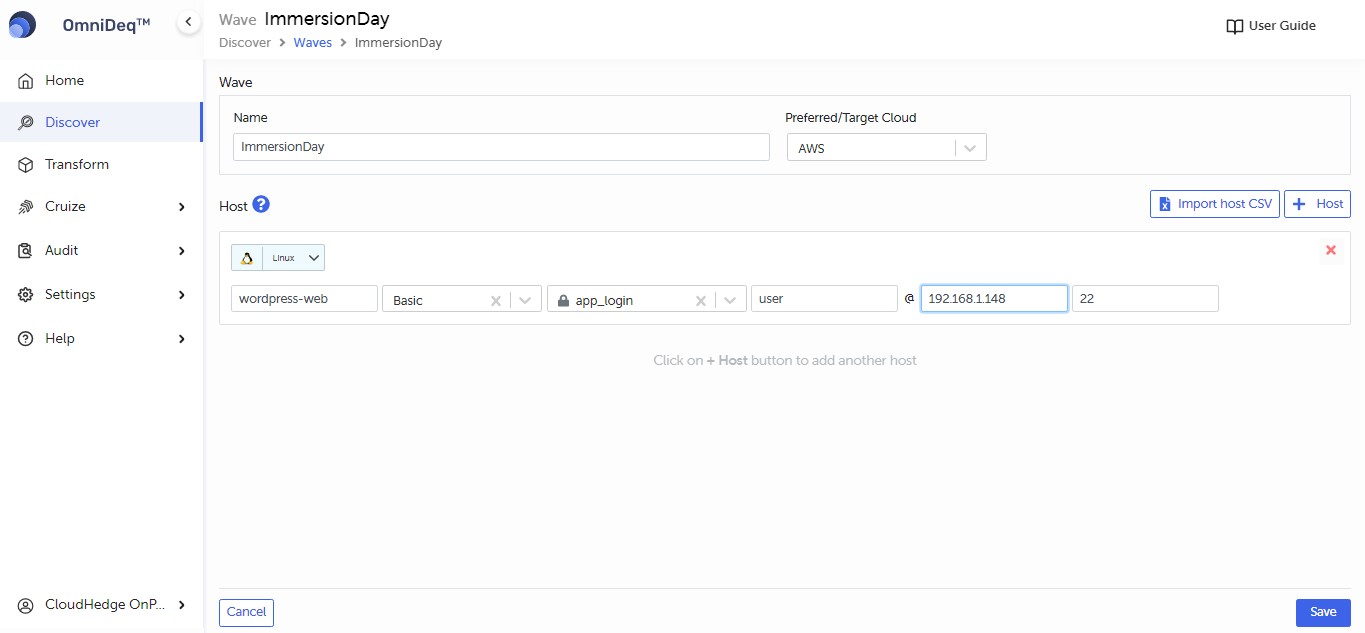 OmniDeq™
Wave ImmersionDay
Discover > Waves > ImmersionDay
User Guide
Home
Discover
Transform
Cruize
Audit
Settings
Help
CloudHedge OnP...
Wave
Name
Preferred/Target Cloud
ImmersionDay
AWS
Host ?
Import host CSV
+ Host
Linux
wordpress-web
Basic
app_login
user
@
192.168.1.148
22
Click on + Host button to add another host
Cancel
Save